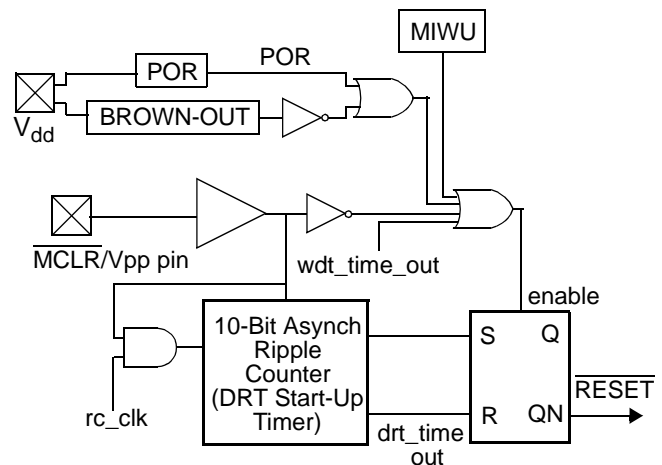 MIWU
POR
POR
BROWN-OUT
Vdd
MCLR/Vpp pin
wdt_time_out
enable
10-Bit Asynch
Ripple
Counter
(DRT Start-Up
Timer)
S
Q
RESET
R
QN
rc_clk
drt_time
out